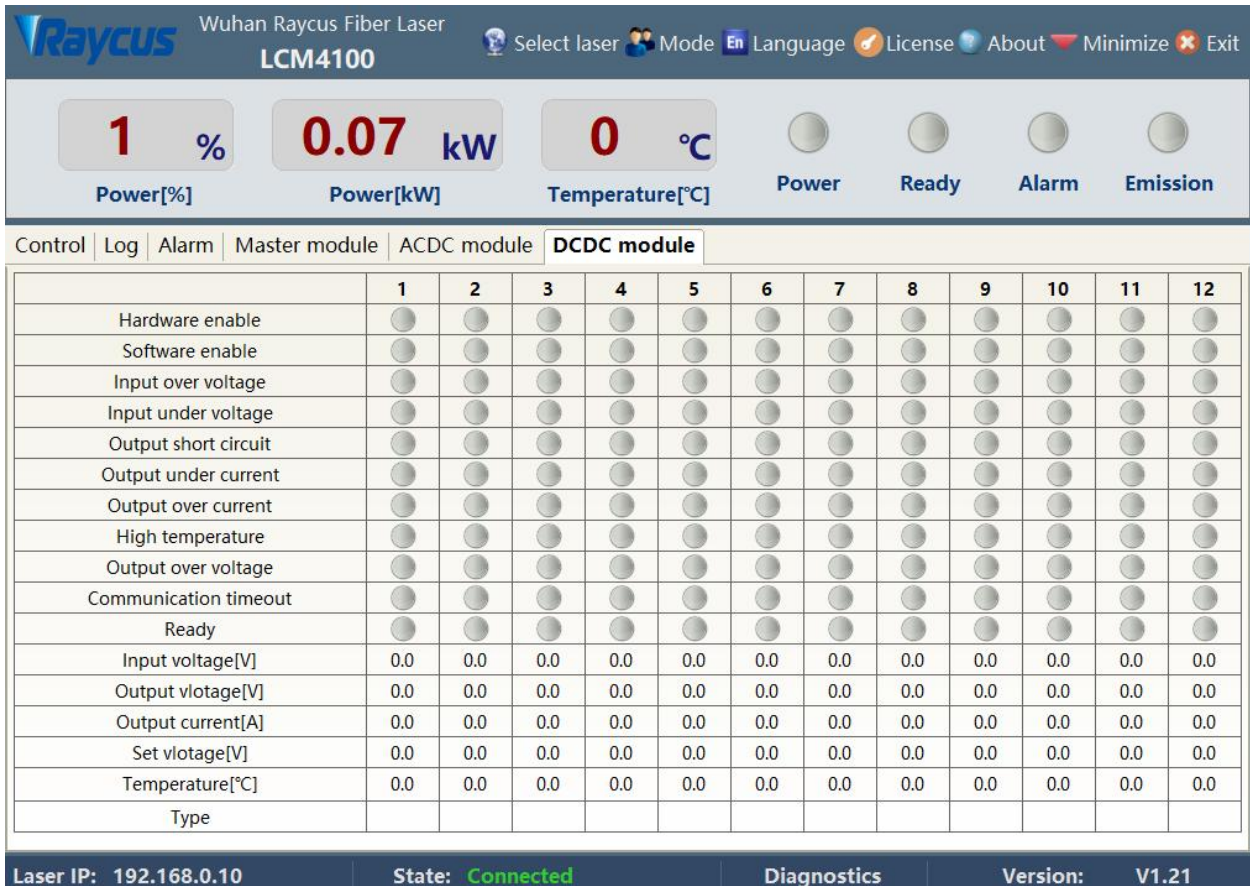 Raycus
Wuhan Raycus Fiber Laser
LCM4100
Select laser Mode En Language License ? About Minimize Exit
1 % 0.07 kW 0 ℃
Power[%] Power[kW] Temperature[℃] Power Ready Alarm Emission
Control Log Alarm Master module ACDC module DCDC module
1 2 3 4 5 6 7 8 9 10 11 12
Hardware enable
Software enable
Input over voltage
Input under voltage
Output short circuit
Output under current
Output over current
High temperature
Output over voltage
Communication timeout
Ready
Input voltage[V] 0.0 0.0 0.0 0.0 0.0 0.0 0.0 0.0 0.0 0.0 0.0 0.0
Output vlotage[V] 0.0 0.0 0.0 0.0 0.0 0.0 0.0 0.0 0.0 0.0 0.0 0.0
Output current[A] 0.0 0.0 0.0 0.0 0.0 0.0 0.0 0.0 0.0 0.0 0.0 0.0
Set vlotage[V] 0.0 0.0 0.0 0.0 0.0 0.0 0.0 0.0 0.0 0.0 0.0 0.0
Temperature[℃] 0.0 0.0 0.0 0.0 0.0 0.0 0.0 0.0 0.0 0.0 0.0 0.0
Type
Laser IP: 192.168.0.10 State: Connected Diagnostics Version: V1.21